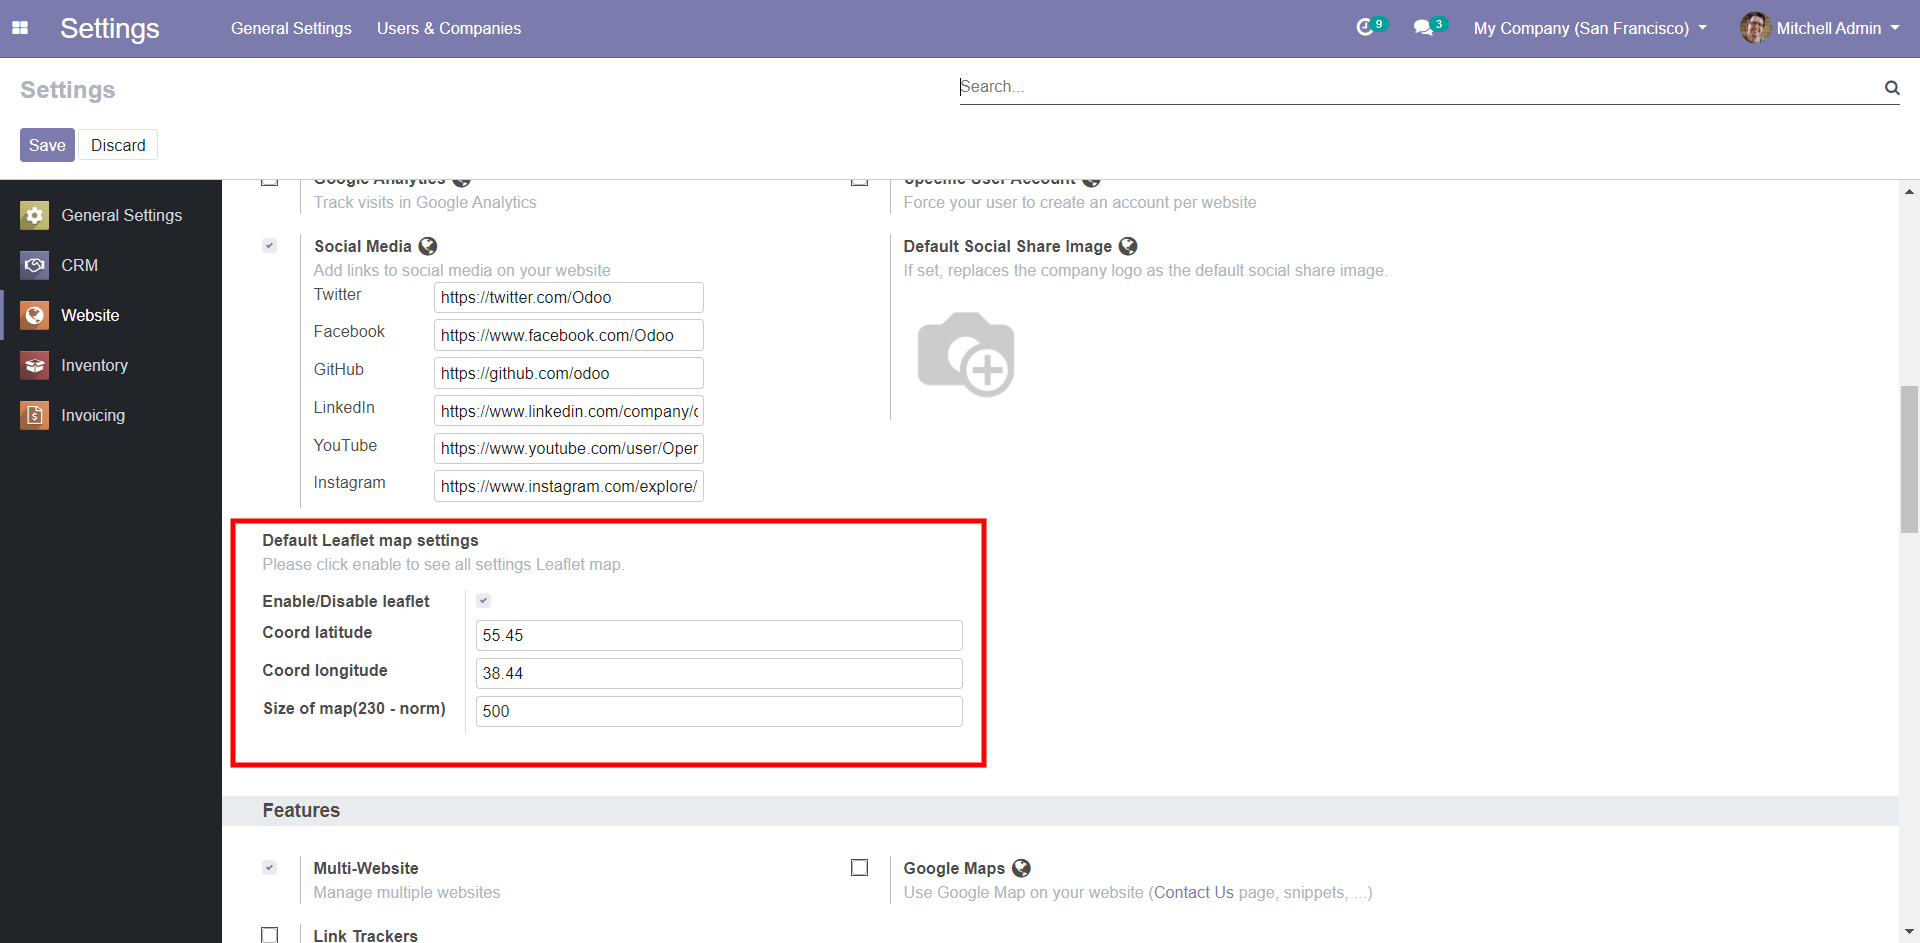 Settings
General Settings
Users & Companies
9
3
My Company (San Francisco)
Mitchell Admin
Settings
Search...
Save
Discard
General Settings
CRM
Website
Inventory
Invoicing
Google Analytics
Track visits in Google Analytics
Specific User Account
Force your user to create an account per website
Social Media
Add links to social media on your website
Twitter
https://twitter.com/Odoo
Facebook
https://www.facebook.com/Odoo
GitHub
https://github.com/odoo
LinkedIn
https://www.linkedin.com/company/o
YouTube
https://www.youtube.com/user/Oper
Instagram
https://www.instagram.com/explore/
Default Social Share Image
If set, replaces the company logo as the default social share image.
Default Leaflet map settings
Please click enable to see all settings Leaflet map.
Enable/Disable leaflet
Coord latitude
55.45
Coord longitude
38.44
Size of map(230 - norm)
500
Features
Multi-Website
Manage multiple websites
Google Maps
Use Google Map on your website (Contact Us page, snippets, ...)
Link Trackers